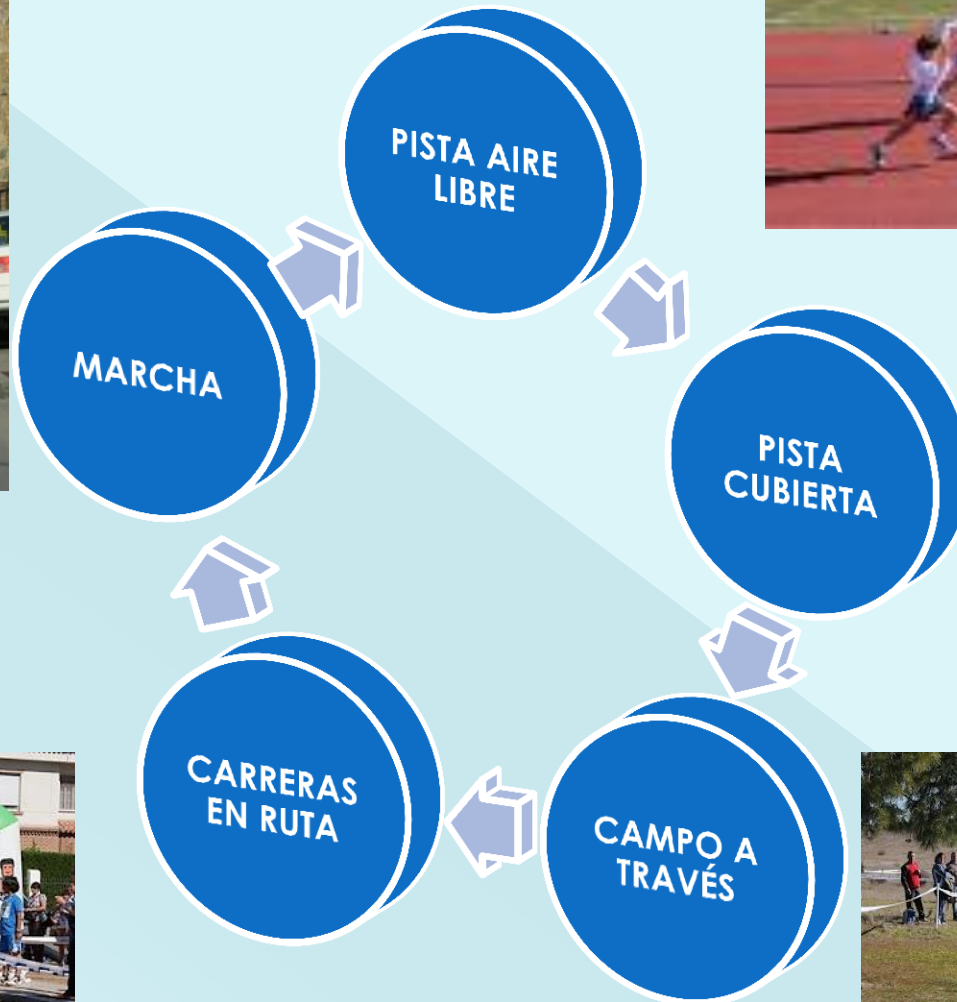 PISTA AIRE
LIBRE
PISTA
CUBIERTA
CAMPO A
TRAVÉS
CARRERAS
EN RUTA
MARCHA